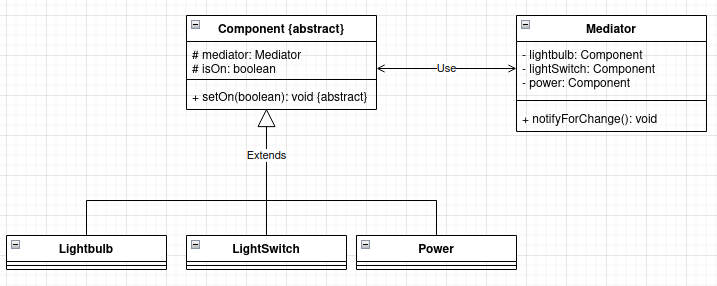 Component {abstract}
# mediator: Mediator
# isOn: boolean
+ setOn(boolean): void {abstract}
Use
Mediator
- lightbulb: Component
- lightSwitch: Component
- power: Component
+ notifyForChange(): void
Extends
Lightbulb
LightSwitch
Power